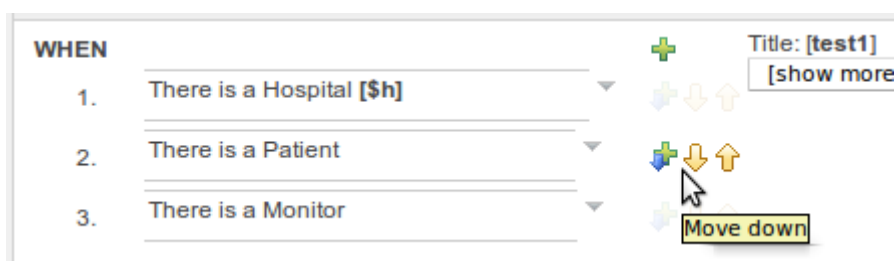 WHEN
Title: [test1]
[show more
1. There is a Hospital [$h]
2. There is a Patient
3. There is a Monitor
Move down